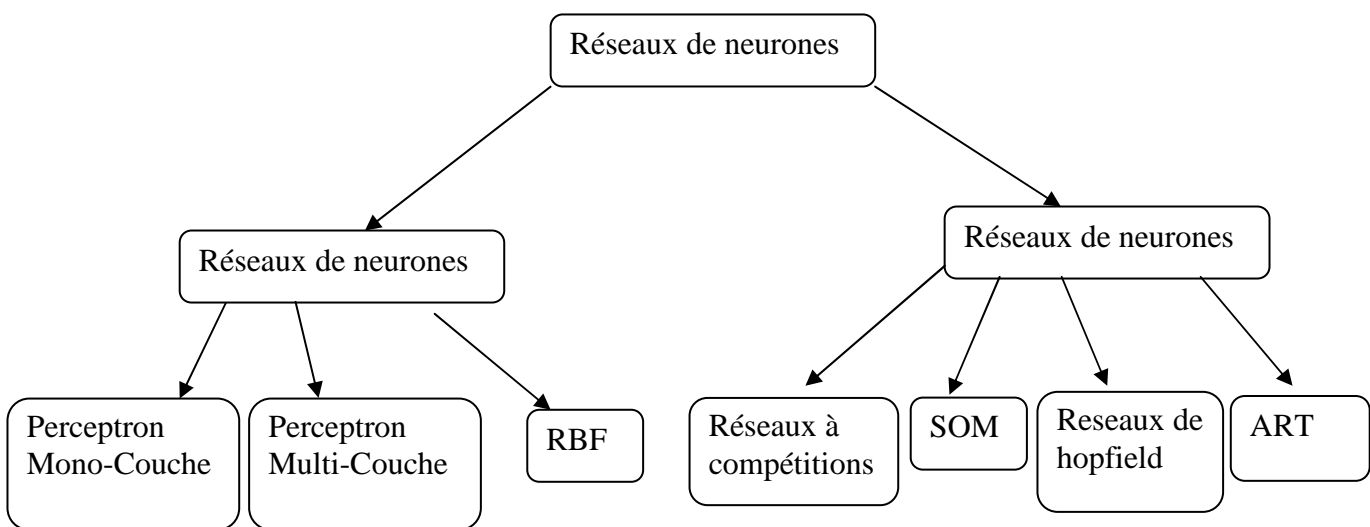 Réseaux de neurones
Réseaux de neurones
Réseaux de neurones
Perceptron
Mono-Couche
Perceptron
Multi-Couche
RBF
Réseaux à
compétitions
SOM
Reseaux de
hopfield
ART